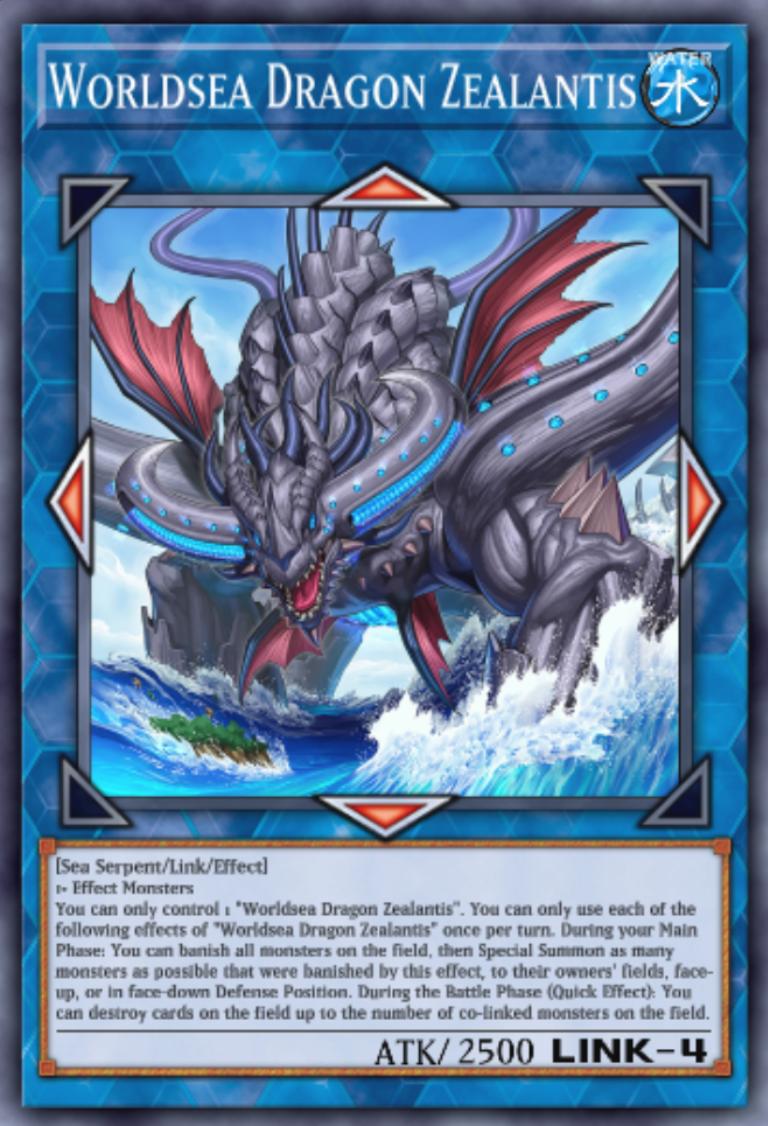 WORLDSEA DRAGON ZEALANTIS
WATER
水
[Sea Serpent/Link/Effect]
1+ Effect Monsters
You can only control 1 "Worldsea Dragon Zealantis". You can only use each of the
following effects of "Worldsea Dragon Zealantis" once per turn. During your Main
Phase: You can banish all monsters on the field, then Special Summon as many
monsters as possible that were banished by this effect, to their owners' fields, face-
up, or in face-down Defense Position. During the Battle Phase (Quick Effect): You
can destroy cards on the field up to the number of co-linked monsters on the field.
ATK/ 2500 LINK-4